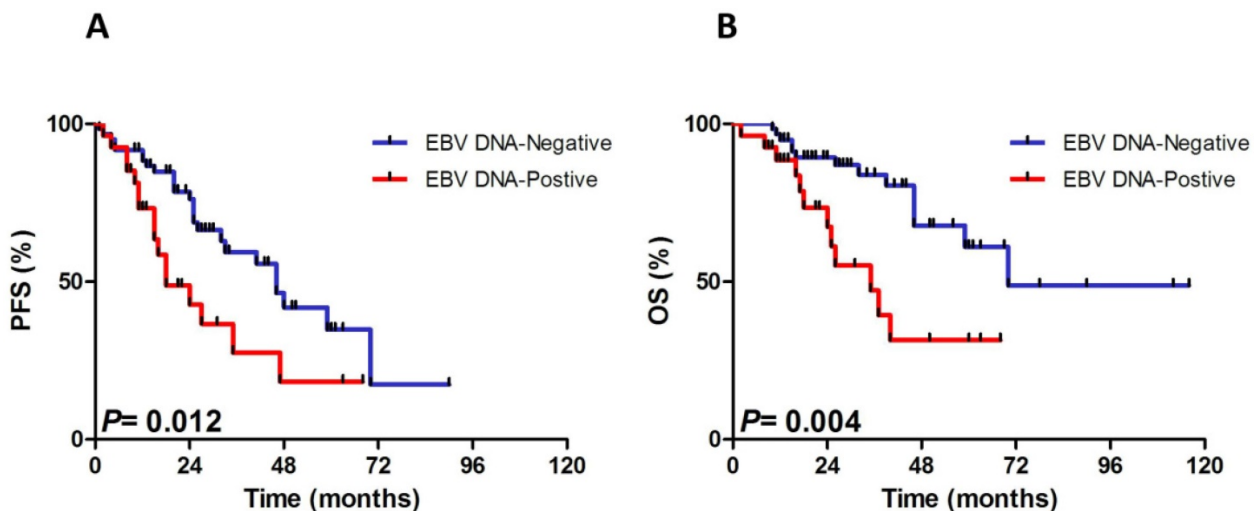 A
PFS (%)
100
50
0
EBV DNA-Negative
EBV DNA-Postive
P= 0.012
0 24 48 72 96 120
Time (months)
B
OS (%)
100
50
0
EBV DNA-Negative
EBV DNA-Postive
P= 0.004
0 24 48 72 96 120
Time (months)